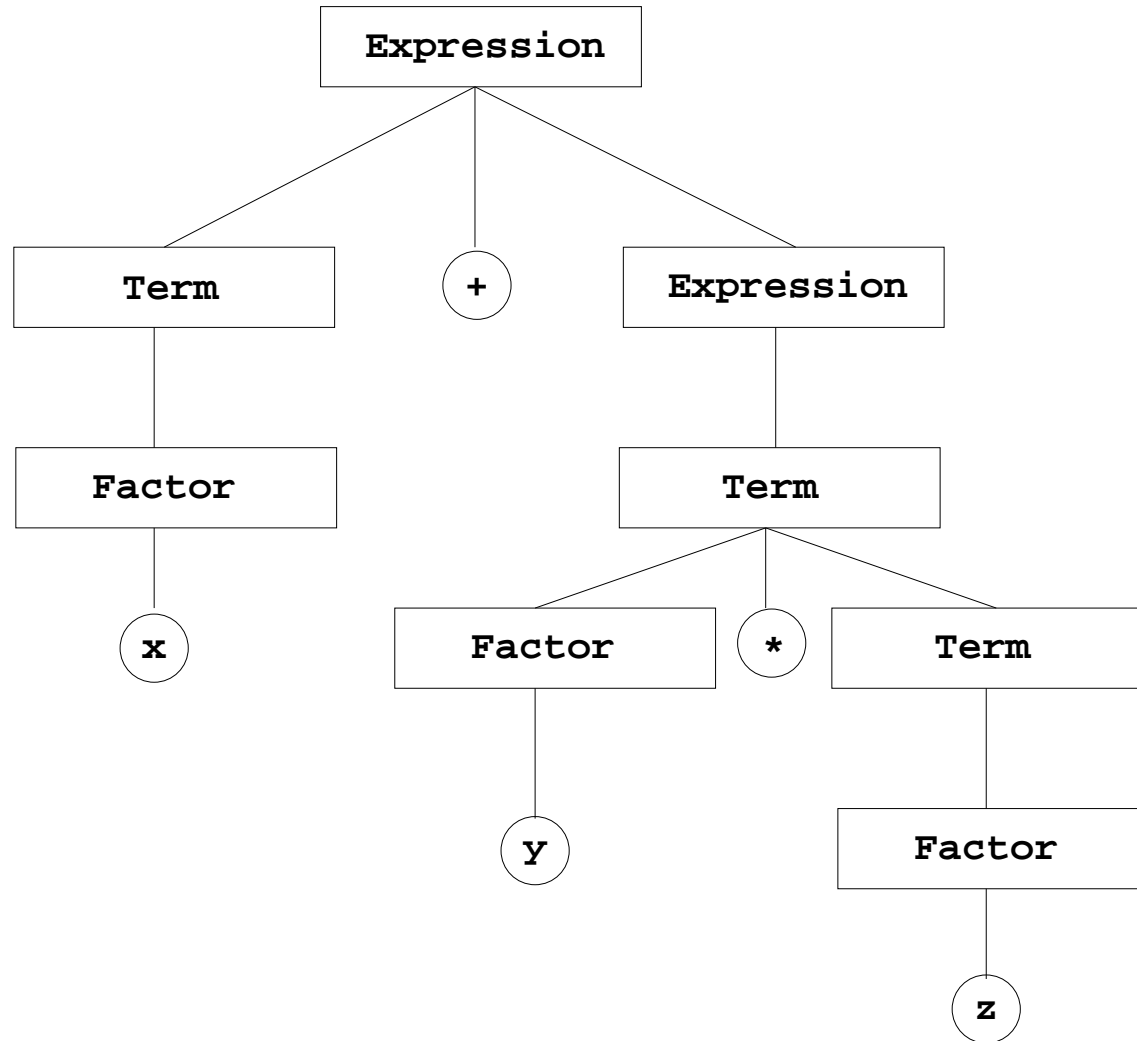 Expression
Term + Expression
Factor Term
x Factor * Term
y Factor
z